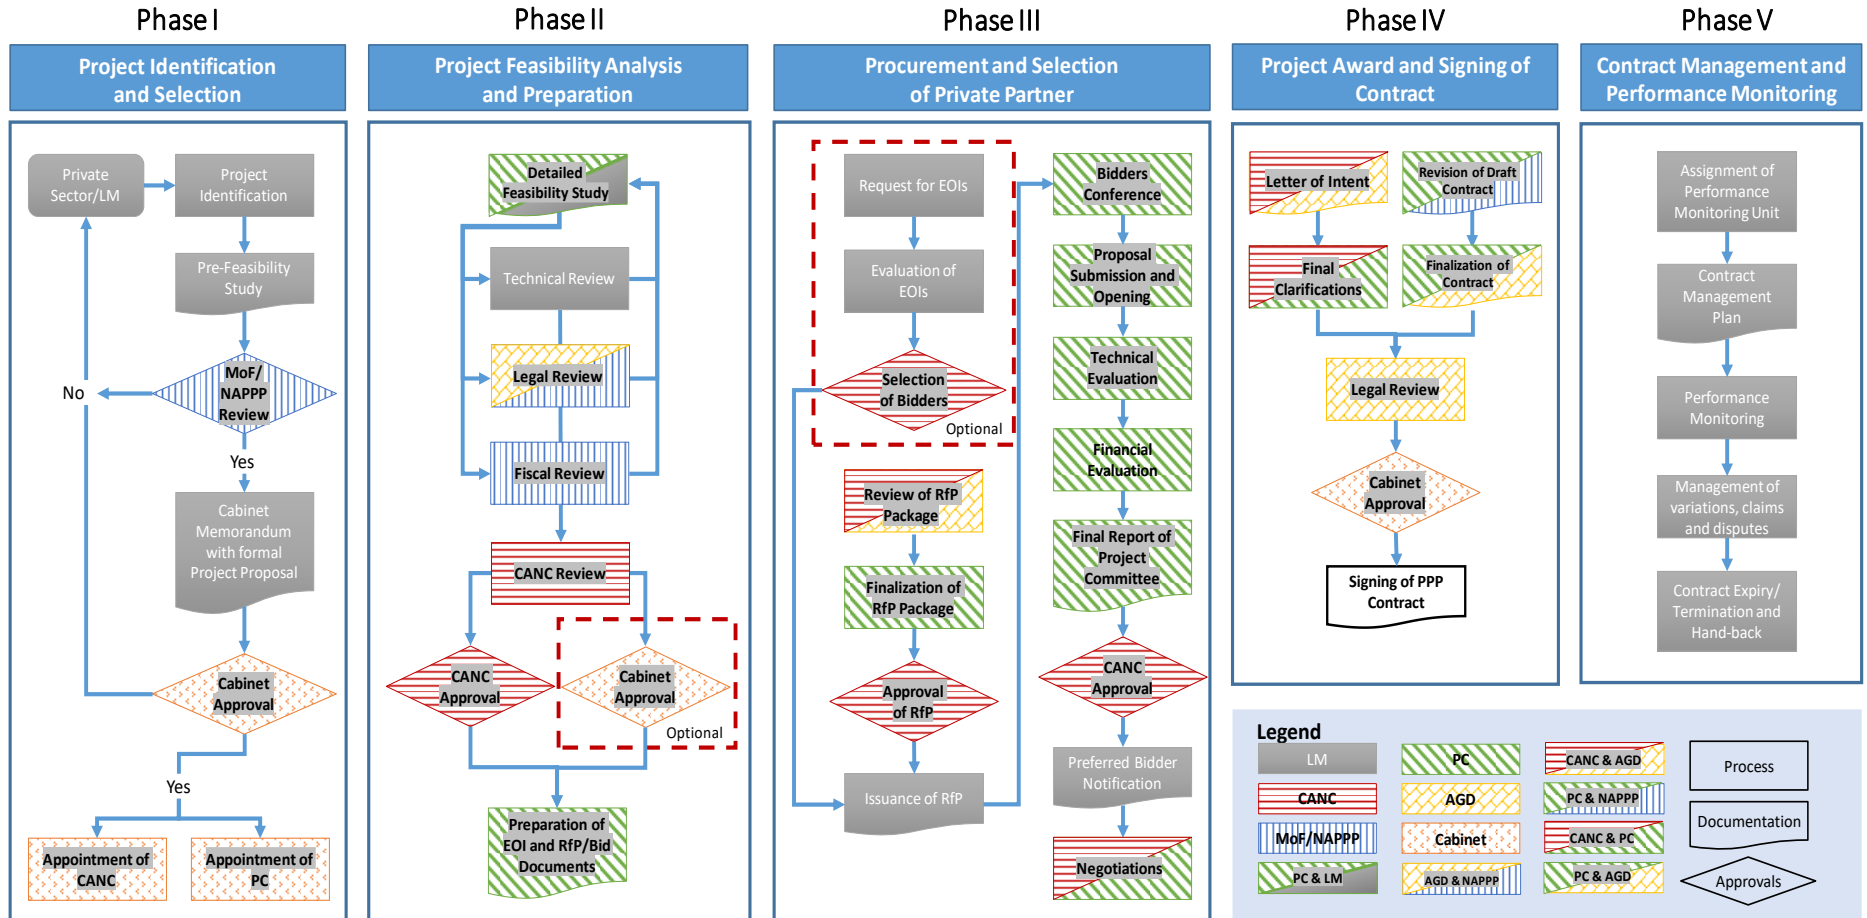 Phase I
Project Identification
and Selection
Private
Sector/LM
Project
Identification
Pre-Feasibility
Study
MoF/
NAPPP
Review
No
Yes
Cabinet
Memorandum
with formal
Project Proposal
Cabinet
Approval
Yes
Appointment of
CANC
Appointment of
PC
Phase II
Project Feasibility Analysis
and Preparation
Detailed
Feasibility Study
Technical Review
Legal Review
Fiscal Review
CANC Review
CANC
Approval
Cabinet
Approval
Optional
Preparation of
EOI and RfP/Bid
Documents
Phase III
Procurement and Selection
of Private Partner
Request for EOIs
Evaluation of
EOIs
Selection
of Bidders
Optional
Review of RfP
Package
Finalization of
RfP Package
Approval
of RfP
Issuance of RfP
Bidders
Conference
Proposal
Submission and
Opening
Technical
Evaluation
Financial
Evaluation
Final Report of
Project
Committee
CANC
Approval
Preferred Bidder
Notification
Negotiations
Phase IV
Project Award and Signing of
Contract
Letter of Intent
Revision of Draft
Contract
Final
Clarifications
Finalization of
Contract
Legal Review
Cabinet
Approval
Signing of PPP
Contract
Phase V
Contract Management and
Performance Monitoring
Assignment of
Performance
Monitoring Unit
Contract
Management
Plan
Performance
Monitoring
Management of
variations, claims
and disputes
Contract Expiry/
Termination and
Hand-back
Legend
LM
PC
CANC & AGD
Process
CANC
AGD
PC & NAPPP
Documentation
MoF/NAPPP
Cabinet
CANC & PC
PC & LM
AGD & NAPPP
PC & AGD
Approvals